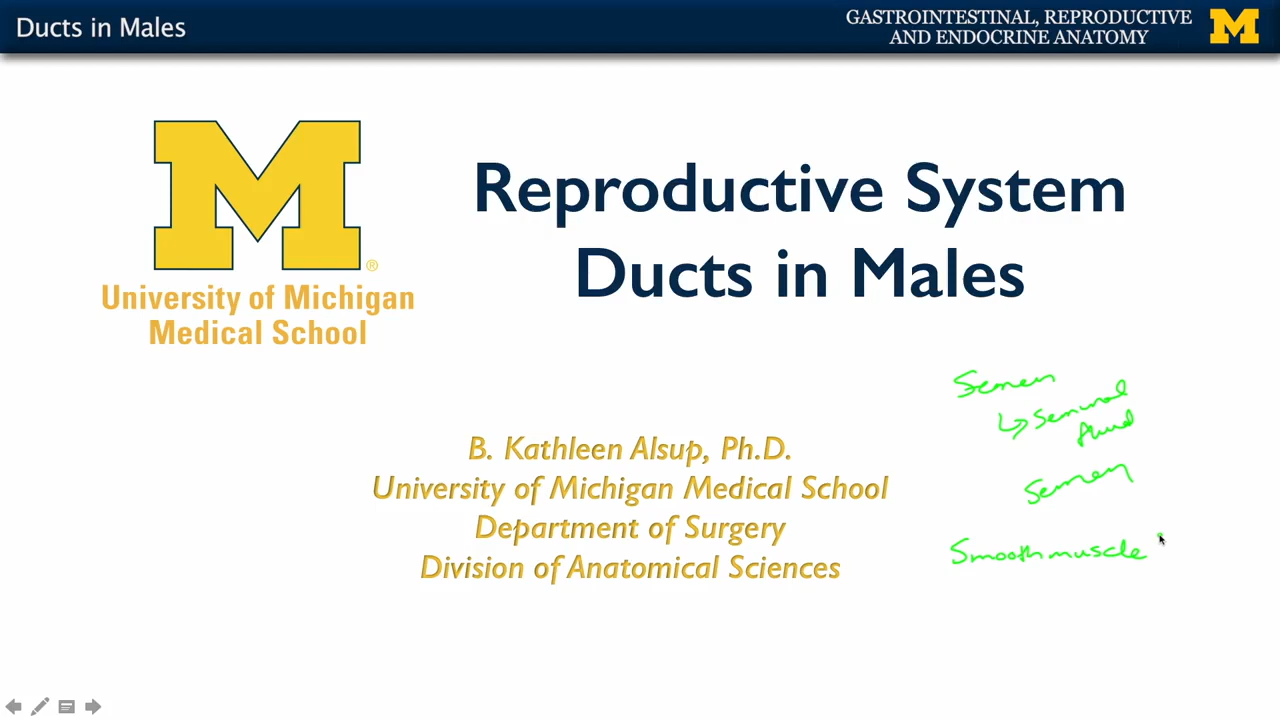 Ducts in Males
GASTROINTESTINAL, REPRODUCTIVE
AND ENDOCRINE ANATOMY
M
M
®
University of Michigan
Medical School
Reproductive System
Ducts in Males
B. Kathleen Alsup, Ph.D.
University of Michigan Medical School
Department of Surgery
Division of Anatomical Sciences
Semen
↳ Seminal
fluid
Semen
Smooth muscle